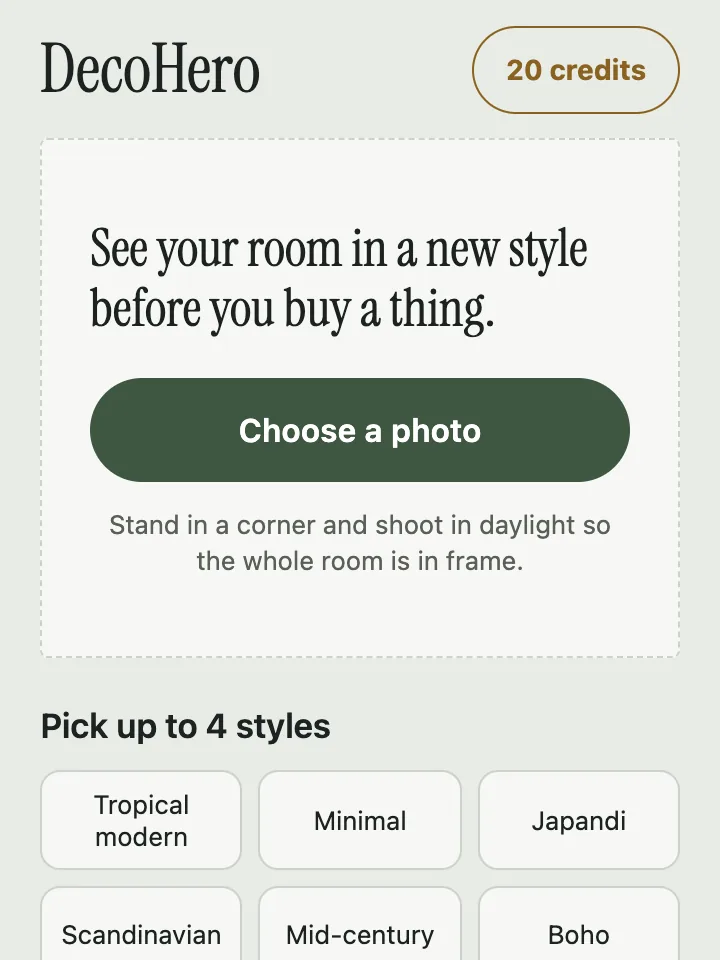 DecoHero
20 credits
See your room in a new style
before you buy a thing.
Choose a photo
Stand in a corner and shoot in daylight so
the whole room is in frame.
Pick up to 4 styles
Tropical
modern
Minimal
Japandi
Scandinavian
Mid-century
Boho